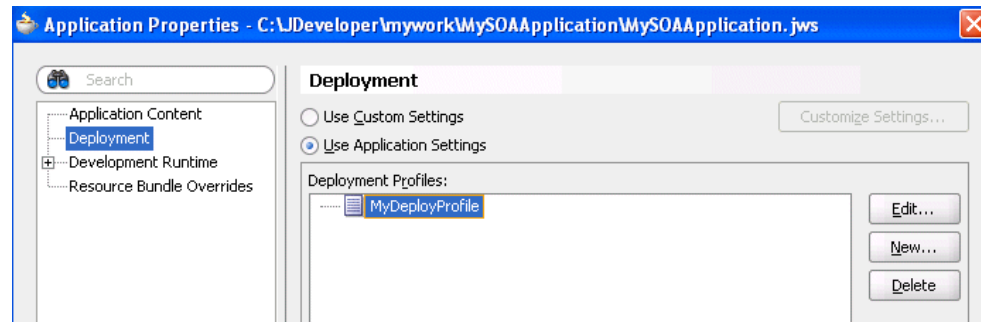 Application Properties - C:\JDeveloper\mywork\MySOAApplication\MySOAApplication.jws
Search
Application Content
Deployment
Development Runtime
Resource Bundle Overrides
Deployment
Use Custom Settings
Customize Settings...
Use Application Settings
Deployment Profiles:
MyDeployProfile
Edit...
New...
Delete